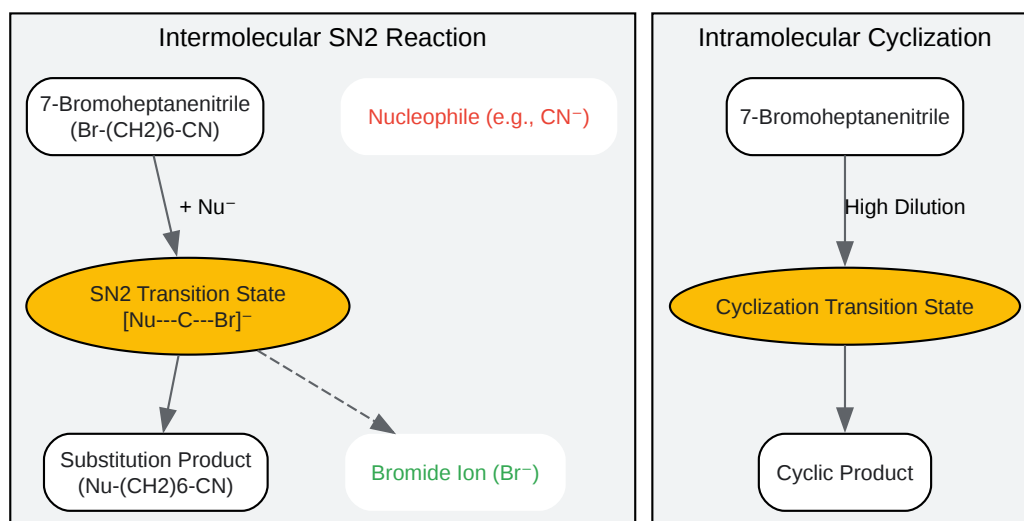 Intermolecular SN2 Reaction
7-Bromoheptanenitrile
(Br-(CH2)6-CN)
Nucleophile (e.g., CN⁻)
+ Nu⁻
SN2 Transition State
[Nu---C---Br]⁻
Substitution Product
(Nu-(CH2)6-CN)
Bromide Ion (Br⁻)
Intramolecular Cyclization
7-Bromoheptanenitrile
High Dilution
Cyclization Transition State
Cyclic Product